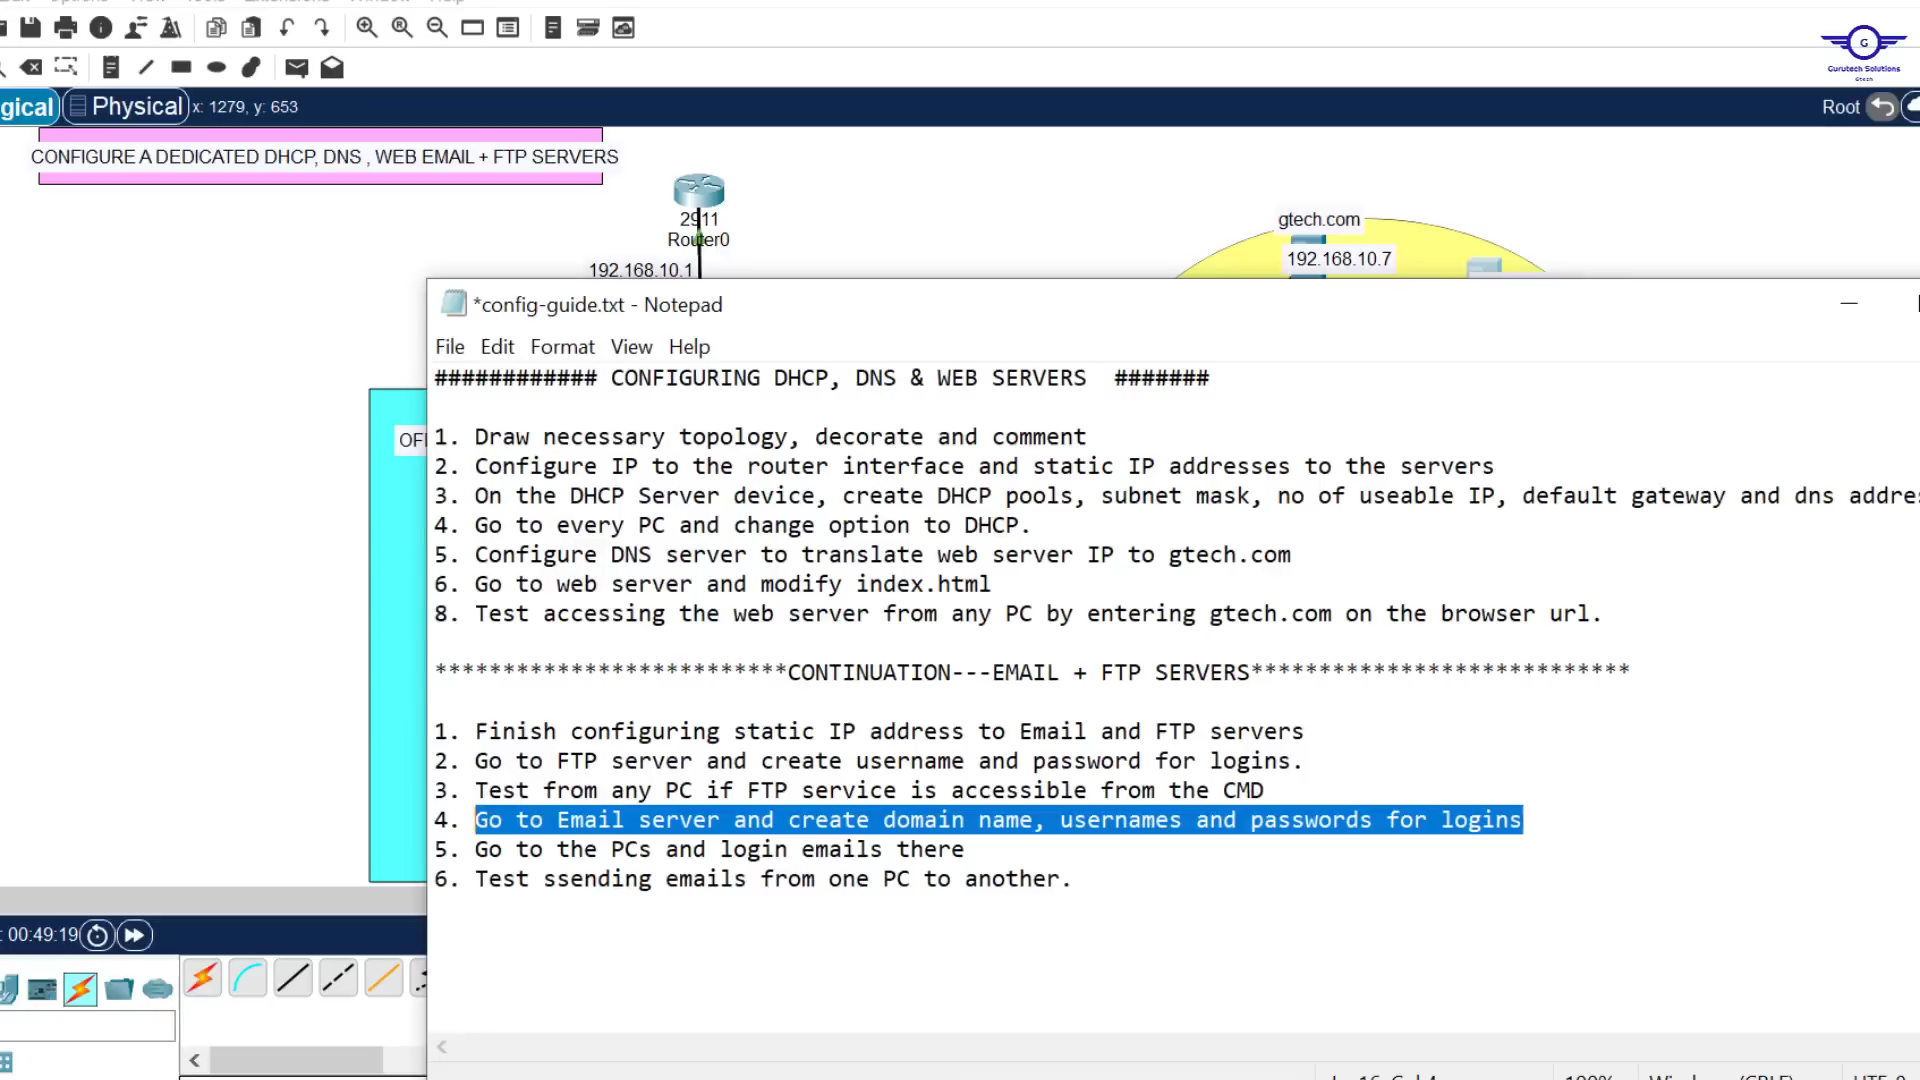 G
Gurutech Solutions
Gtech
gical
Physical
x: 1279, y: 653
Root
CONFIGURE A DEDICATED DHCP, DNS , WEB EMAIL + FTP SERVERS
2911
Router0
192.168.10.1
gtech.com
192.168.10.7
*config-guide.txt - Notepad
File Edit Format View Help
############ CONFIGURING DHCP, DNS & WEB SERVERS #######
1. Draw necessary topology, decorate and comment
2. Configure IP to the router interface and static IP addresses to the servers
3. On the DHCP Server device, create DHCP pools, subnet mask, no of useable IP, default gateway and dns addre
4. Go to every PC and change option to DHCP.
5. Configure DNS server to translate web server IP to gtech.com
6. Go to web server and modify index.html
8. Test accessing the web server from any PC by entering gtech.com on the browser url.
**************************CONTINUATION---EMAIL + FTP SERVERS****************************
1. Finish configuring static IP address to Email and FTP servers
2. Go to FTP server and create username and password for logins.
3. Test from any PC if FTP service is accessible from the CMD
4. Go to Email server and create domain name, usernames and passwords for logins
5. Go to the PCs and login emails there
6. Test ssending emails from one PC to another.
OF
: 00:49:19